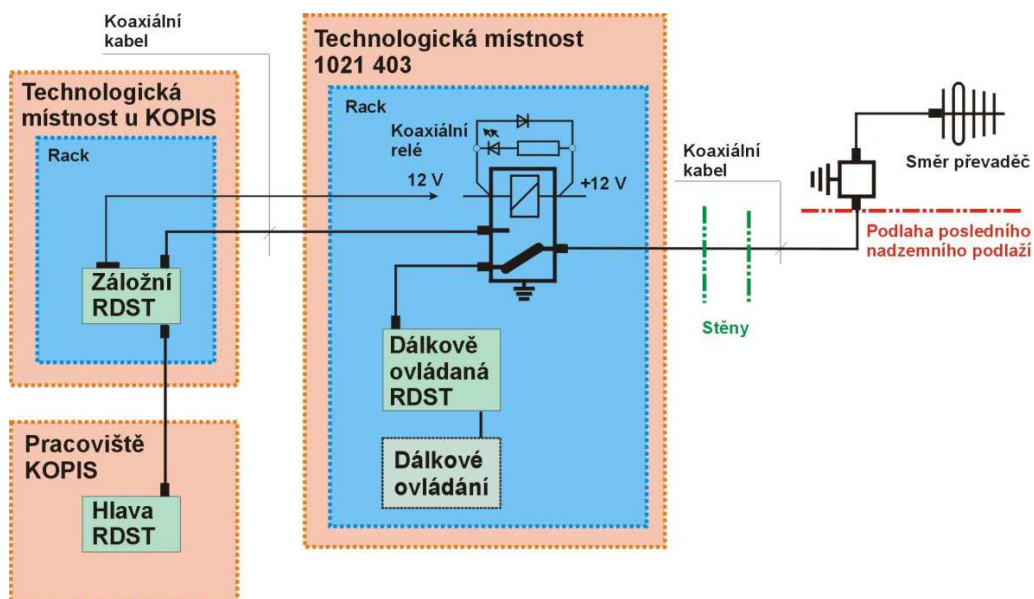 Koaxiální
kabel
Technologická
místnost u KOPIS
Rack
Záložní
RDST
Pracoviště
KOPIS
Hlava
RDST
Technologická místnost
1021 403
Rack
Koaxiální
relé
12 V
+12 V
Dálkově
ovládaná
RDST
Dálkové
ovládání
Koaxiální
kabel
Stěny
Směr převaděč
Podlaha posledního
nadzemního podlaží